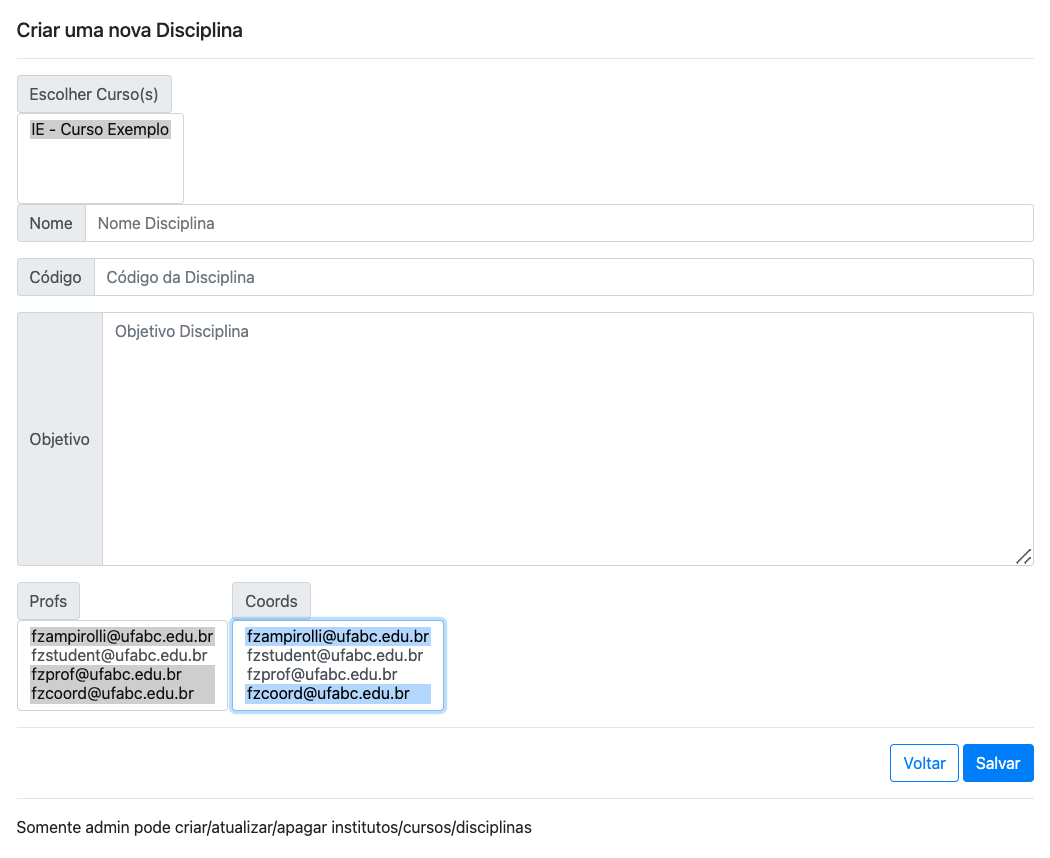 Criar uma nova Disciplina
Escolher Curso(s)
IE - Curso Exemplo
Nome
Nome Disciplina
Código
Código da Disciplina
Objetivo
Objetivo Disciplina
Profs
fzampirolli@ufabc.edu.br
fzstudent@ufabc.edu.br
fzprof@ufabc.edu.br
fzcoord@ufabc.edu.br
Coords
fzampirolli@ufabc.edu.br
fzstudent@ufabc.edu.br
fzprof@ufabc.edu.br
fzcoord@ufabc.edu.br
Voltar
Salvar
Somente admin pode criar/atualizar/apagar institutos/cursos/disciplinas